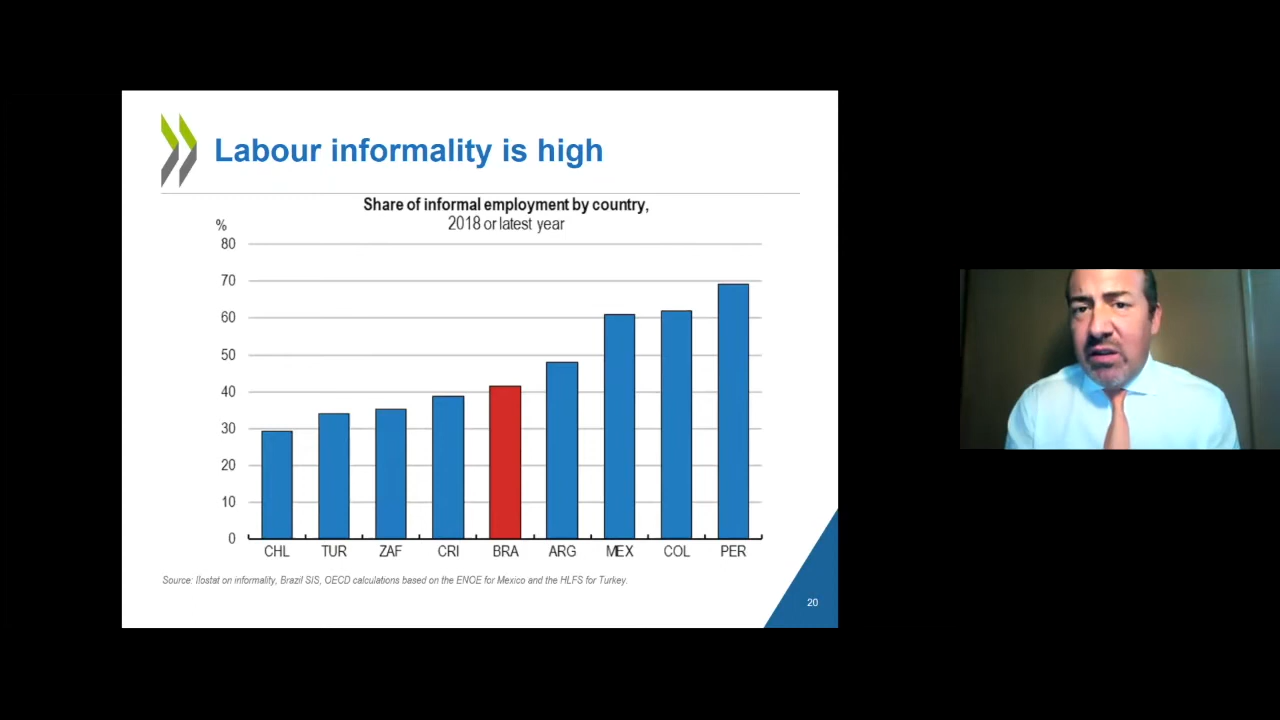 Labour informality is high
Share of informal employment by country,
2018 or latest year
%
80
70
60
50
40
30
20
10
0
CHL TUR ZAF CRI BRA ARG MEX COL PER
Source: Ilostat on informality, Brazil SIS, OECD calculations based on the ENOE for Mexico and the HLFS for Turkey.
20